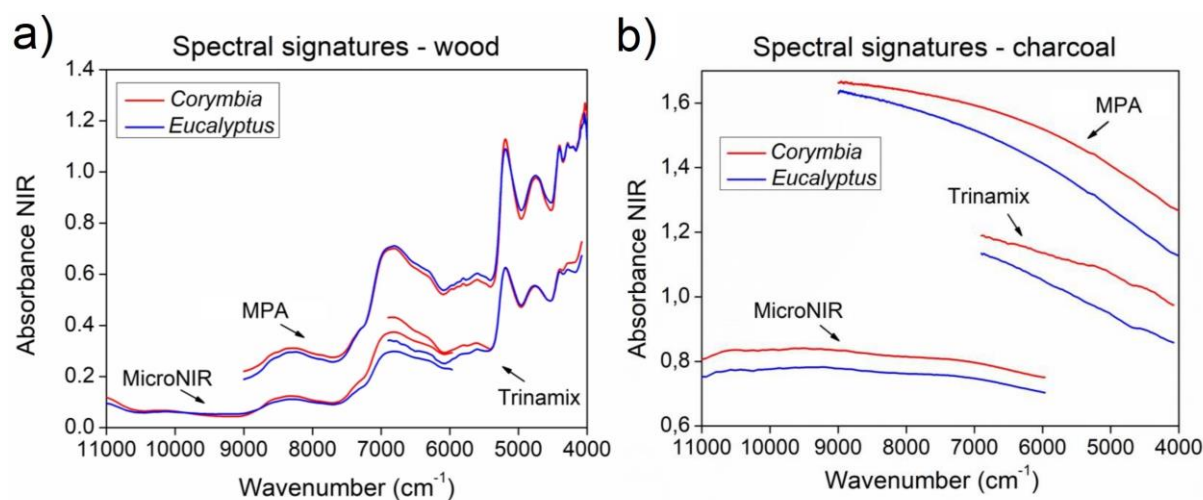 a)
Spectral signatures - wood
Corymbia
Eucalyptus
MPA
MicroNIR
Trinamix
Absorbance NIR
1.4
1.2
1.0
0.8
0.6
0.4
0.2
0.0
11000 10000 9000 8000 7000 6000 5000 4000
Wavenumber (cm⁻¹)
b)
Spectral signatures - charcoal
Corymbia
Eucalyptus
MPA
Trinamix
MicroNIR
Absorbance NIR
1,6
1,4
1,2
1,0
0,8
0,6
11000 10000 9000 8000 7000 6000 5000 4000
Wavenumber (cm⁻¹)